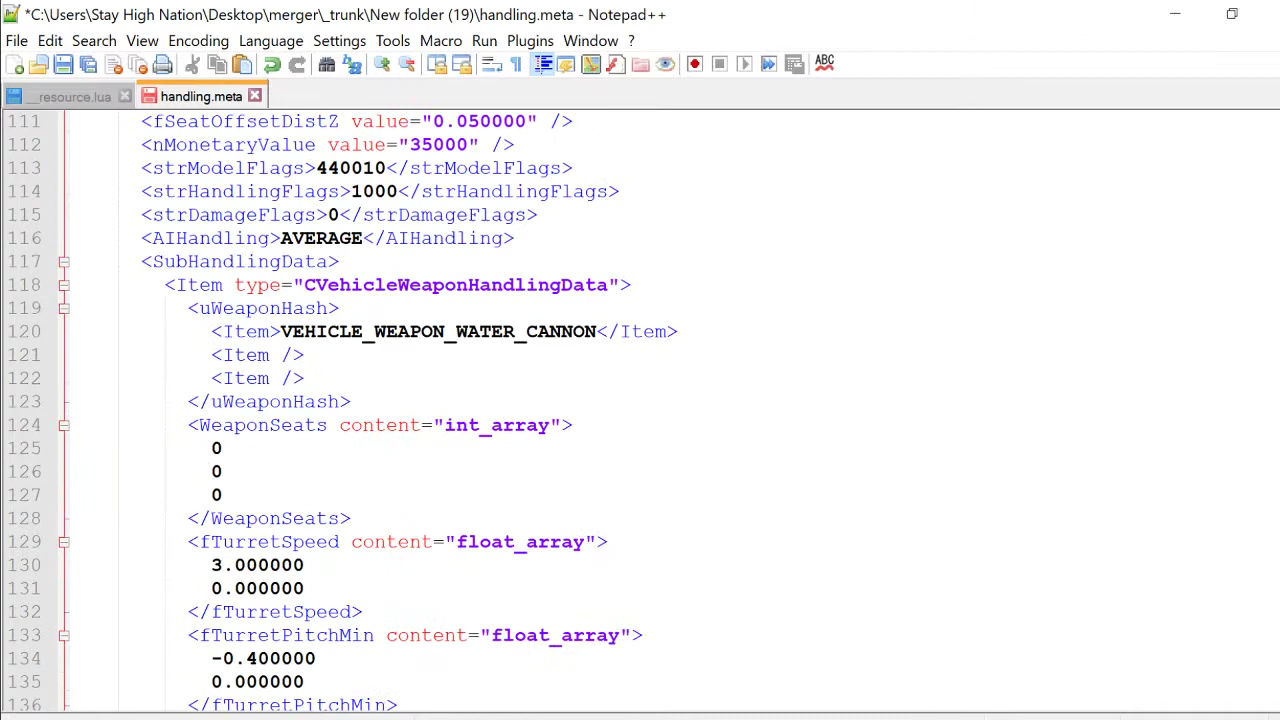 *C:\Users\Stay High Nation\Desktop\merger\_trunk\New folder (19)\handling.meta - Notepad++
File Edit Search View Encoding Language Settings Tools Macro Run Plugins Window ?
ABC
__resource.lua handling.meta
111 <fSeatOffsetDistZ value="0.050000" />
112 <nMonetaryValue value="35000" />
113 <strModelFlags>440010</strModelFlags>
114 <strHandlingFlags>1000</strHandlingFlags>
115 <strDamageFlags>0</strDamageFlags>
116 <AIHandling>AVERAGE</AIHandling>
117 <SubHandlingData>
118 <Item type="CVehicleWeaponHandlingData">
119 <uWeaponHash>
120 <Item>VEHICLE_WEAPON_WATER_CANNON</Item>
121 <Item />
122 <Item />
123 </uWeaponHash>
124 <WeaponSeats content="int_array">
125 0
126 0
127 0
128 </WeaponSeats>
129 <fTurretSpeed content="float_array">
130 3.000000
131 0.000000
132 </fTurretSpeed>
133 <fTurretPitchMin content="float_array">
134 -0.400000
135 0.000000
136 </fTurretPitchMin>